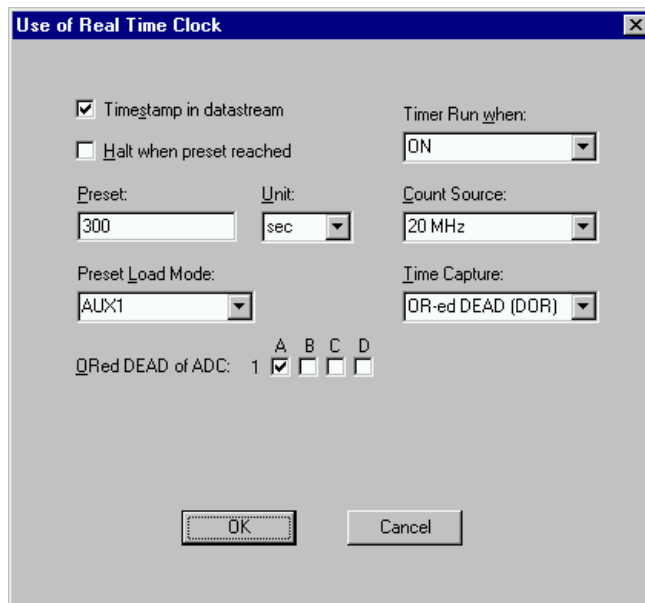 Use of Real Time Clock
Timestamp in datastream
Timer Run when:
Halt when preset reached
ON
Preset:
Unit:
Count Source:
300
sec
20 MHz
Preset Load Mode:
Time Capture:
AUX1
OR-ed DEAD (DOR)
A B C D
ORed DEAD of ADC: 1
OK
Cancel